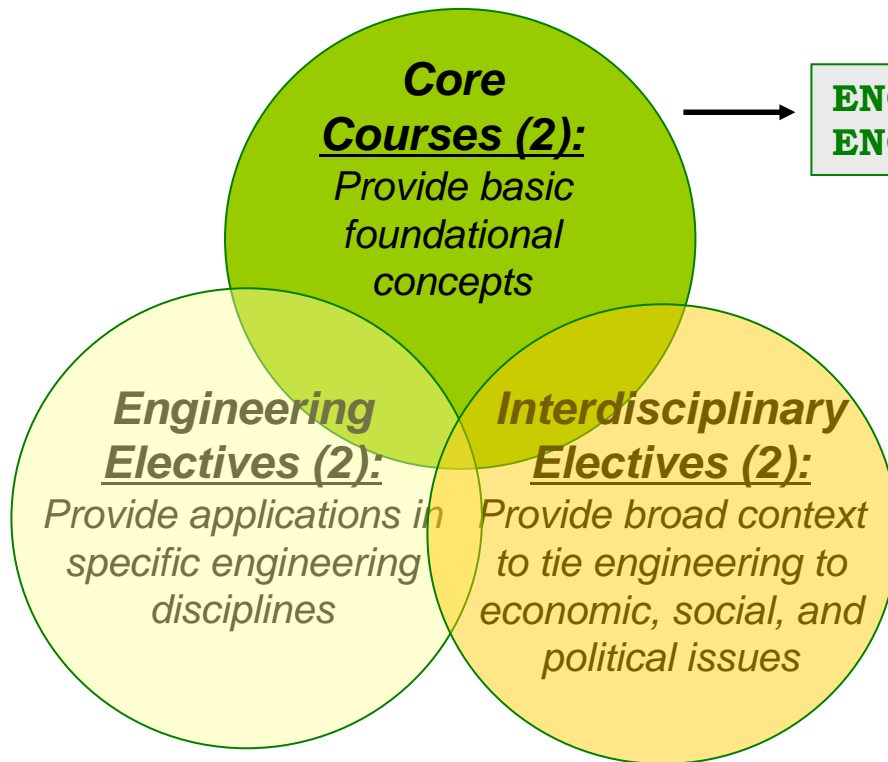 Core
Courses (2):
Provide basic
foundational
concepts
Engineering
Electives (2):
Provide applications in
specific engineering
disciplines
Interdisciplinary
Electives (2):
Provide broad context
to tie engineering to
economic, social, and
political issues